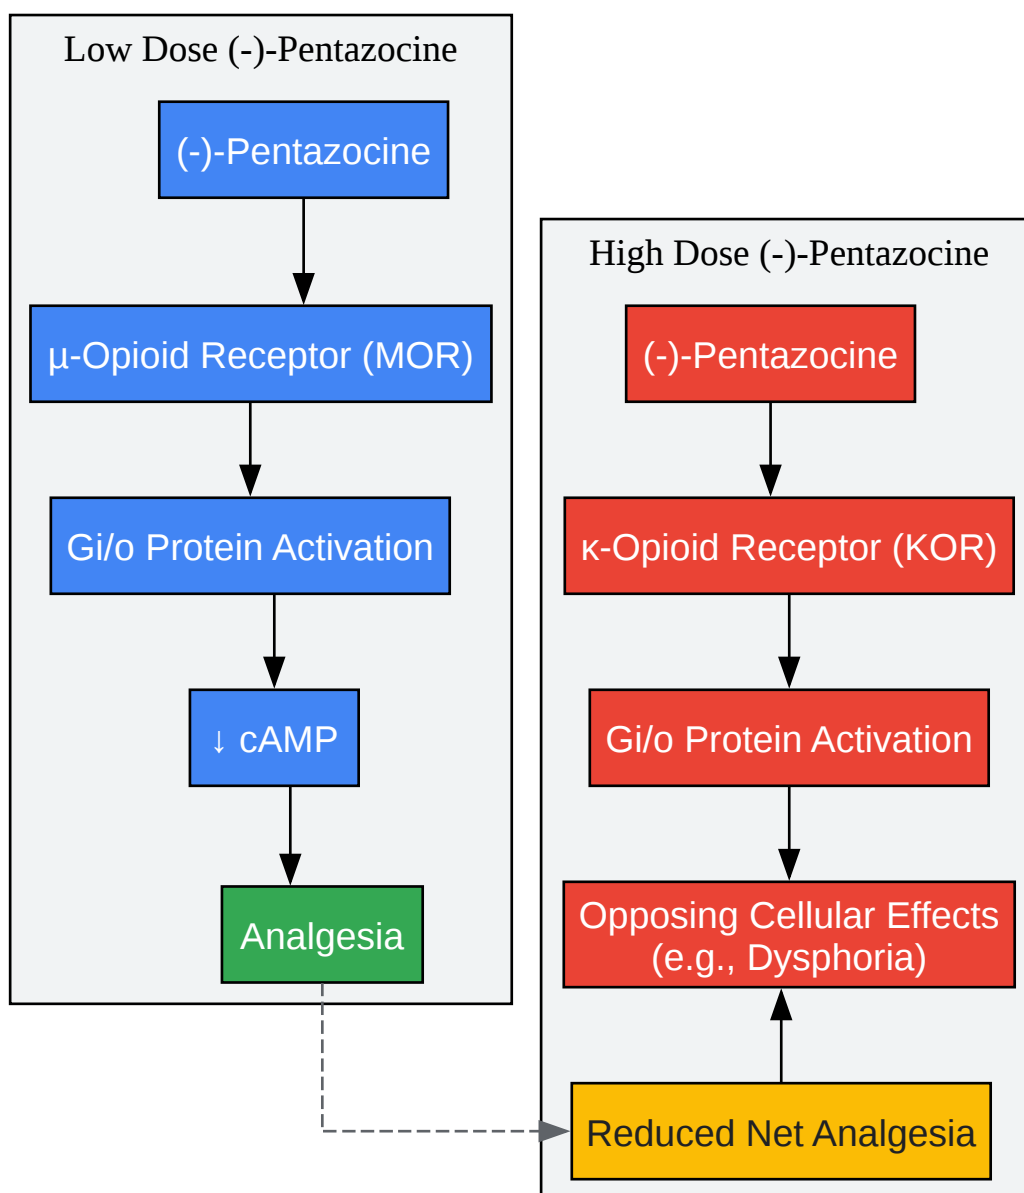 Low Dose (-)-Pentazocine
(-)-Pentazocine
µ-Opioid Receptor (MOR)
Gi/o Protein Activation
↓ cAMP
Analgesia
High Dose (-)-Pentazocine
(-)-Pentazocine
κ-Opioid Receptor (KOR)
Gi/o Protein Activation
Opposing Cellular Effects
(e.g., Dysphoria)
Reduced Net Analgesia